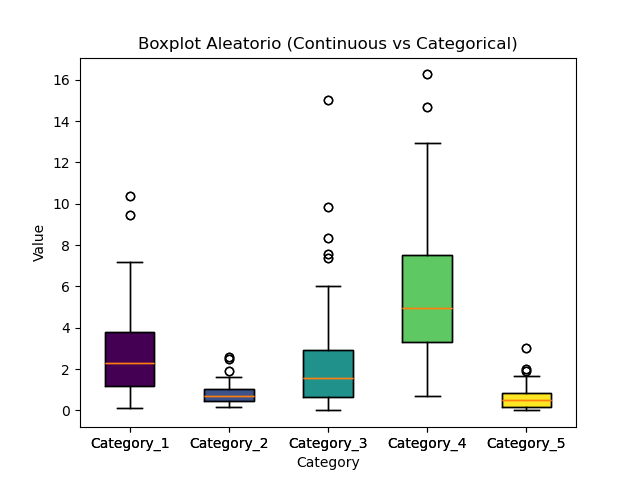 Boxplot Aleatorio (Continuous vs Categorical)
16
14
12
10
8
6
4
2
0
Value
Category_1 Category_2 Category_3 Category_4 Category_5
Category